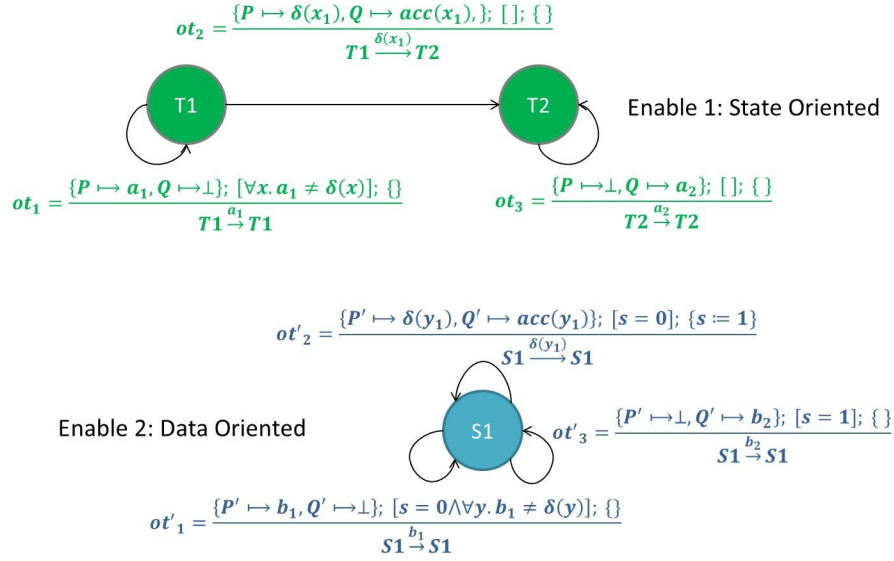 ot₂ = {P ↦ δ(x₁), Q ↦ acc(x₁),}; [ ]; { }
T1 δ(x₁)→ T2
T1
T2
Enable 1: State Oriented
ot₁ = {P ↦ a₁, Q ↦⊥}; [∀x. a₁ ≠ δ(x)]; {}
T1 a₁→ T1
ot₃ = {P ↦⊥, Q ↦ a₂}; [ ]; { }
T2 a₂→ T2
ot'₂ = {P' ↦ δ(y₁), Q' ↦ acc(y₁)}; [s = 0]; {s ≔ 1}
S1 δ(y₁)→ S1
Enable 2: Data Oriented
S1
ot'₃ = {P' ↦⊥, Q' ↦ b₂}; [s = 1]; { }
S1 b₂→ S1
ot'₁ = {P' ↦ b₁, Q' ↦⊥}; [s = 0∧∀y. b₁ ≠ δ(y)]; {}
S1 b₁→ S1